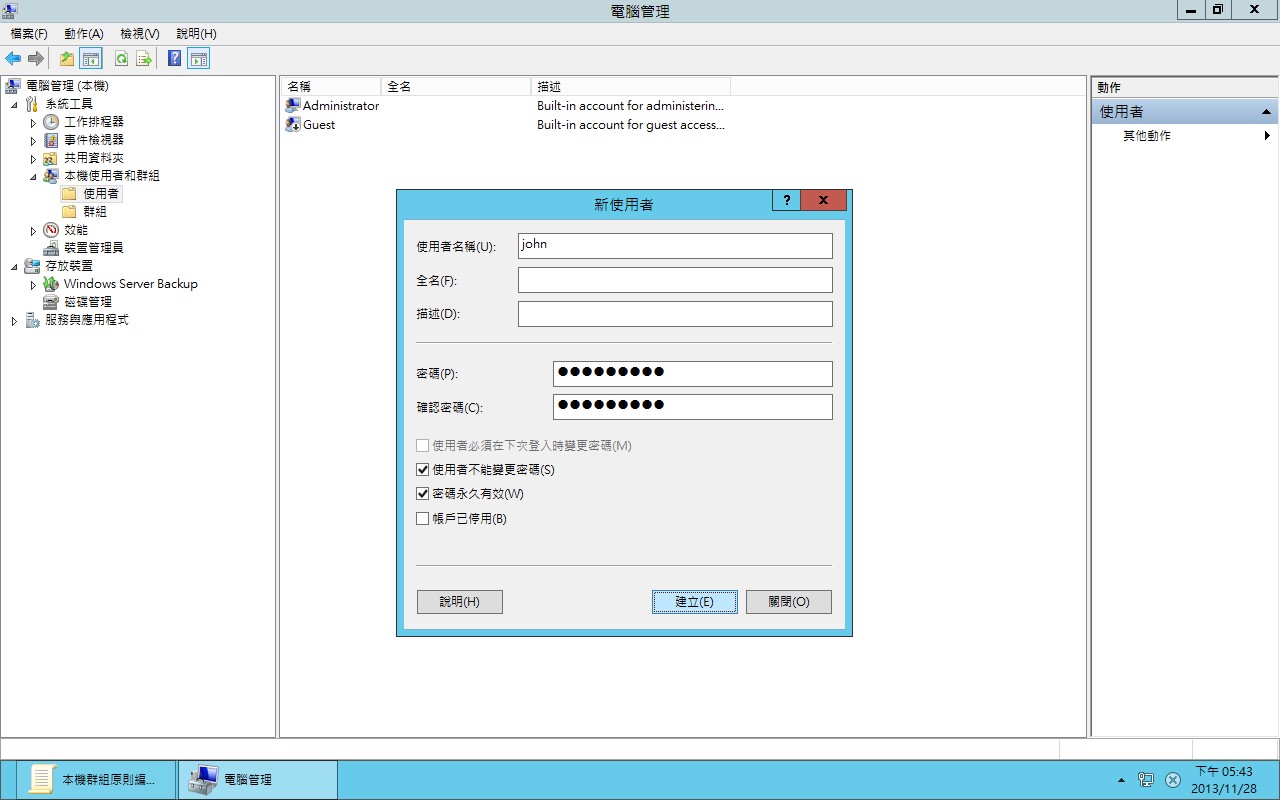 電腦管理
檔案(F) 動作(A) 檢視(V) 說明(H)
電腦管理 (本機)
系統工具
工作排程器
事件檢視器
共用資料夾
本機使用者和群組
使用者
群組
效能
裝置管理員
存放裝置
Windows Server Backup
磁碟管理
服務與應用程式
名稱 全名 描述
Administrator Built-in account for administerin...
Guest Built-in account for guest access...
動作
使用者
其他動作
新使用者
使用者名稱(U): john
全名(F):
描述(D):
密碼(P): ●●●●●●●●●
確認密碼(C): ●●●●●●●●●
使用者必須在下次登入時變更密碼(M)
使用者不能變更密碼(S)
密碼永久有效(W)
帳戶已停用(B)
說明(H) 建立(E) 關閉(O)
本機群組原則編...
電腦管理
下午 05:43
2013/11/28